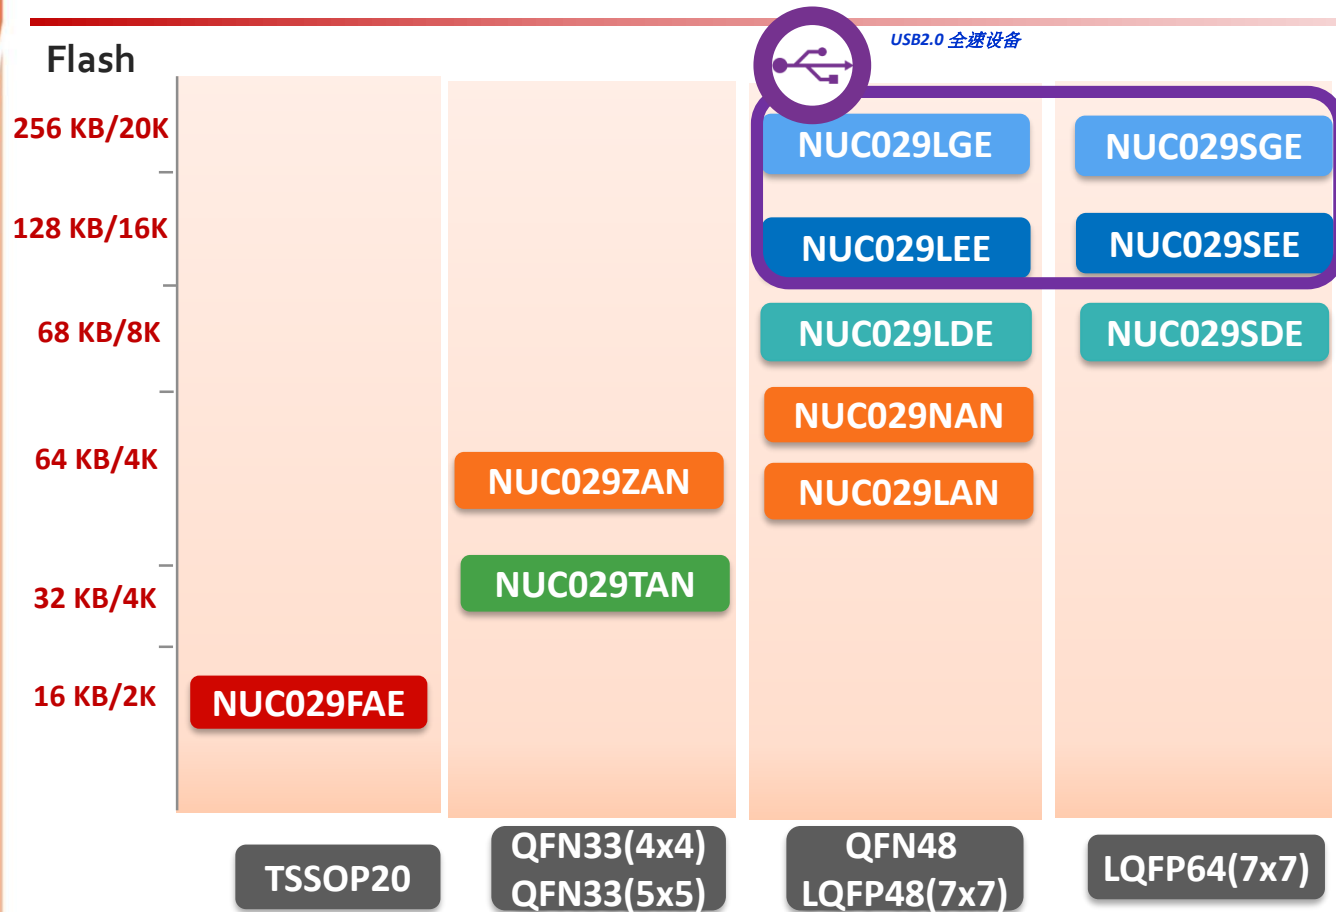 USB2.0 全速设备
Flash
256 KB/20K
NUC029LGE
NUC029SGE
128 KB/16K
NUC029LEE
NUC029SEE
68 KB/8K
NUC029LDE
NUC029SDE
NUC029NAN
64 KB/4K
NUC029ZAN
NUC029LAN
32 KB/4K
NUC029TAN
16 KB/2K
NUC029FAE
TSSOP20
QFN33(4x4)
QFN33(5x5)
QFN48
LQFP48(7x7)
LQFP64(7x7)